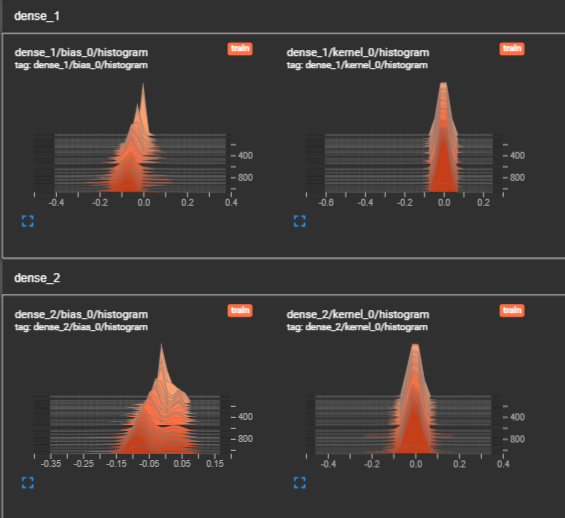 dense_1
dense_1/bias_0/histogram
train
tag: dense_1/bias_0/histogram
400
800
-0.4 -0.2 0.0 0.2 0.4
dense_1/kernel_0/histogram
train
tag: dense_1/kernel_0/histogram
400
800
-0.6 -0.4 -0.2 0.0 0.2
dense_2
dense_2/bias_0/histogram
train
tag: dense_2/bias_0/histogram
400
800
-0.35 -0.25 -0.15 -0.05 0.05 0.15
dense_2/kernel_0/histogram
train
tag: dense_2/kernel_0/histogram
400
800
-0.4 -0.2 0.0 0.2 0.4